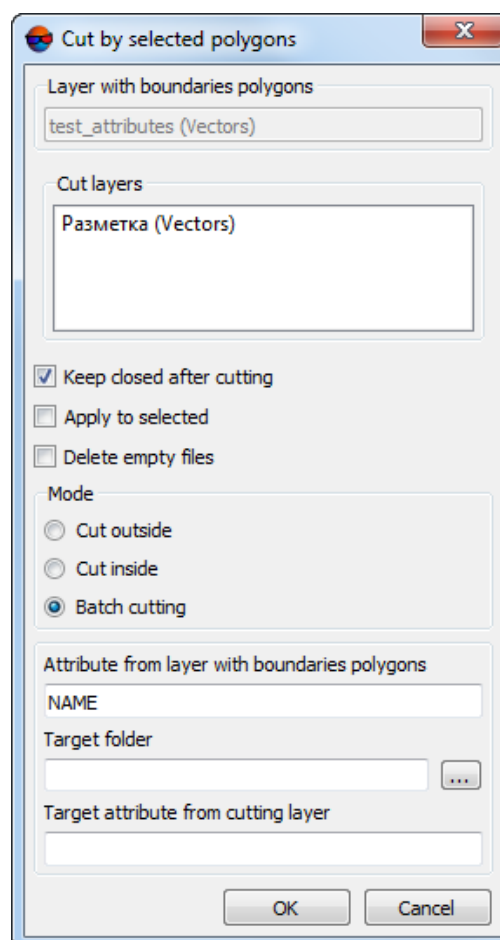 Cut by selected polygons
Layer with boundaries polygons
test_attributes (Vectors)
Cut layers
Разметка (Vectors)
Keep closed after cutting
Apply to selected
Delete empty files
Mode
Cut outside
Cut inside
Batch cutting
Attribute from layer with boundaries polygons
NAME
Target folder
...
Target attribute from cutting layer
OK Cancel